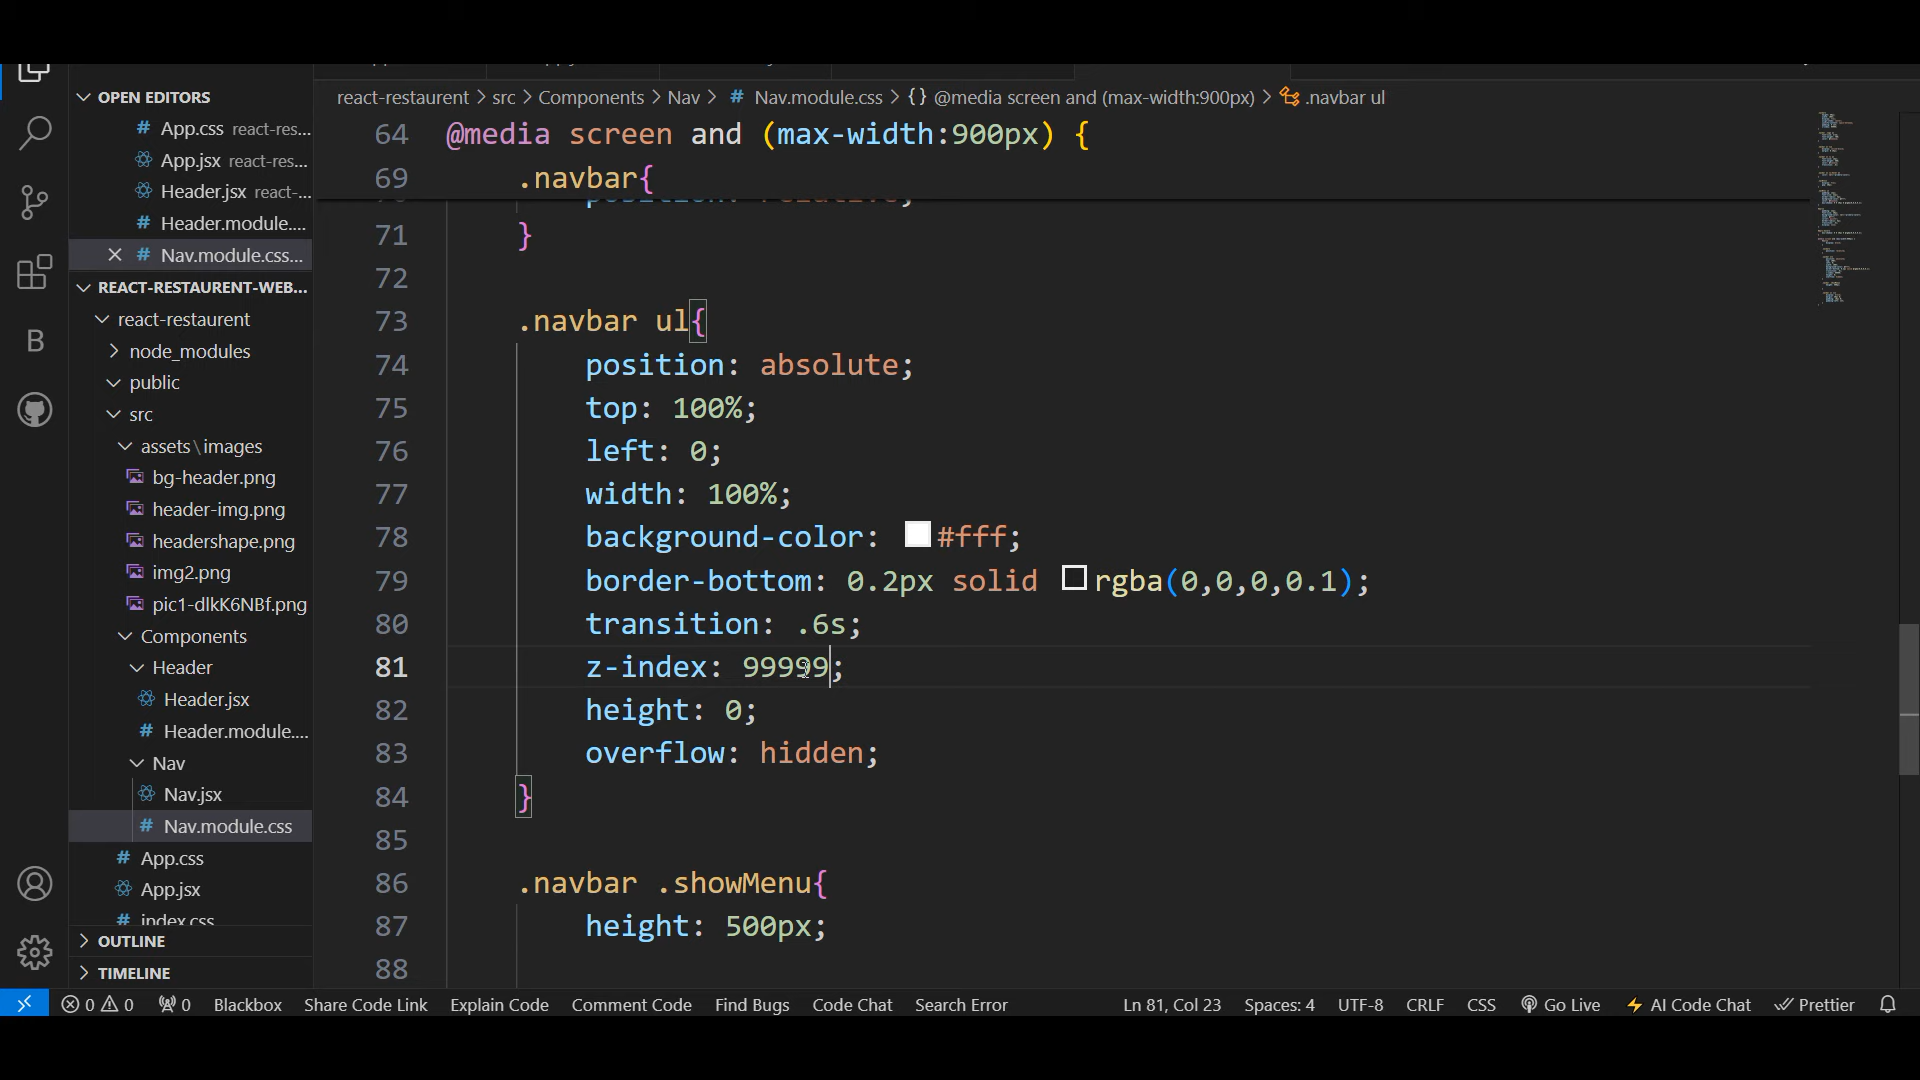 OPEN EDITORS
App.css react-res...
App.jsx react-res...
Header.jsx react-...
Header.module....
Nav.module.css...
REACT-RESTAURENT-WEB...
react-restaurent
node_modules
public
src
assets\images
bg-header.png
header-img.png
headershape.png
img2.png
pic1-dlkK6NBf.png
Components
Header
Header.jsx
Header.module....
Nav
Nav.jsx
Nav.module.css
App.css
App.jsx
index.css
OUTLINE
TIMELINE
react-restaurent > src > Components > Nav > # Nav.module.css > {} @media screen and (max-width:900px) > .navbar ul
64 @media screen and (max-width:900px) {
69 .navbar{
position: relative;
71 }
72
73 .navbar ul{
74 position: absolute;
75 top: 100%;
76 left: 0;
77 width: 100%;
78 background-color: #fff;
79 border-bottom: 0.2px solid rgba(0,0,0,0.1);
80 transition: .6s;
81 z-index: 99999;
82 height: 0;
83 overflow: hidden;
84 }
85
86 .navbar .showMenu{
87 height: 500px;
88
0 0 0 Blackbox Share Code Link Explain Code Comment Code Find Bugs Code Chat Search Error Ln 81, Col 23 Spaces: 4 UTF-8 CRLF CSS Go Live AI Code Chat Prettier